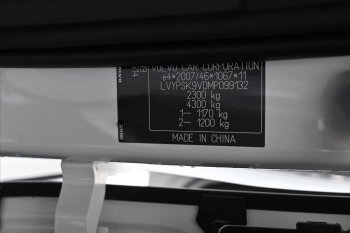 VOLVO CAR CORPORATION
e4*2007/46*1067*11
LVYPSK9VDMP099132
2300 kg
4300 kg
1– 1170 kg
2– 1200 kg
MADE IN CHINA